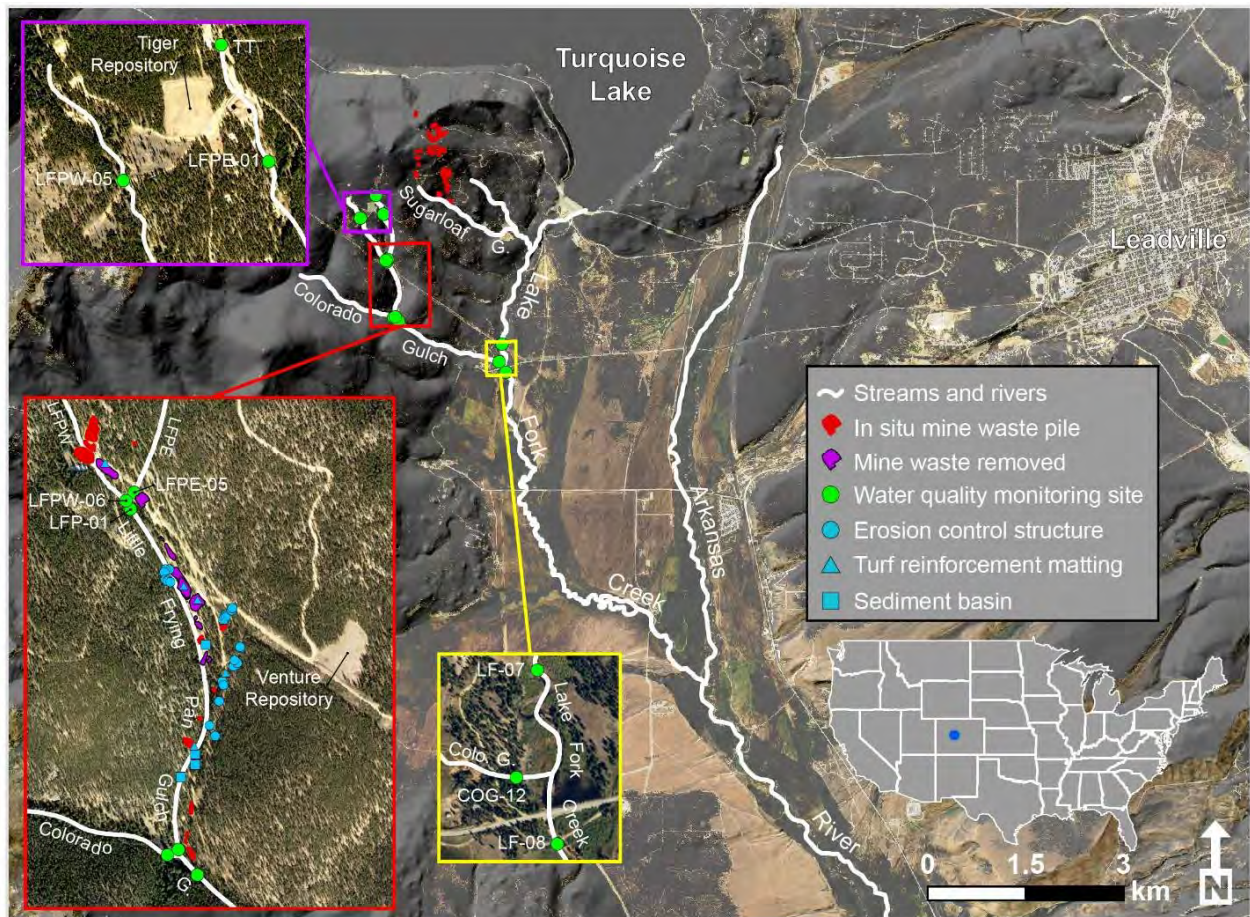 Tiger
Repository
TT
LFPE-01
LFPW-05
Turquoise
Lake
Sugarloaf
G.
Leadville
Lake
Colorado
Gulch
Fork
Arkansas
Creek
River
Streams and rivers
In situ mine waste pile
Mine waste removed
Water quality monitoring site
Erosion control structure
Turf reinforcement matting
Sediment basin
LFPW
LFPE
LFPE-05
LFPW-06
LFP-01
Little
Frying
Pan
Gulch
Venture
Repository
Colorado
G.
LF-07
Lake
Fork
Creek
Colo. G.
COG-12
LF-08
0 1.5 3
km
N